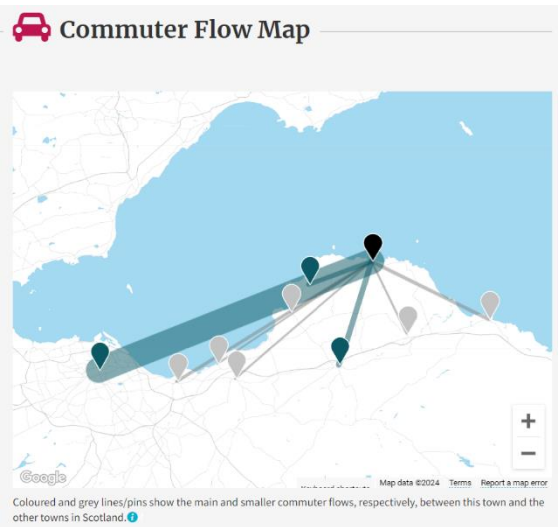 Commuter Flow Map
+
−
Google
Map data ©2024 Terms Report a map error
Coloured and grey lines/pins show the main and smaller commuter flows, respectively, between this town and the
other towns in Scotland. i